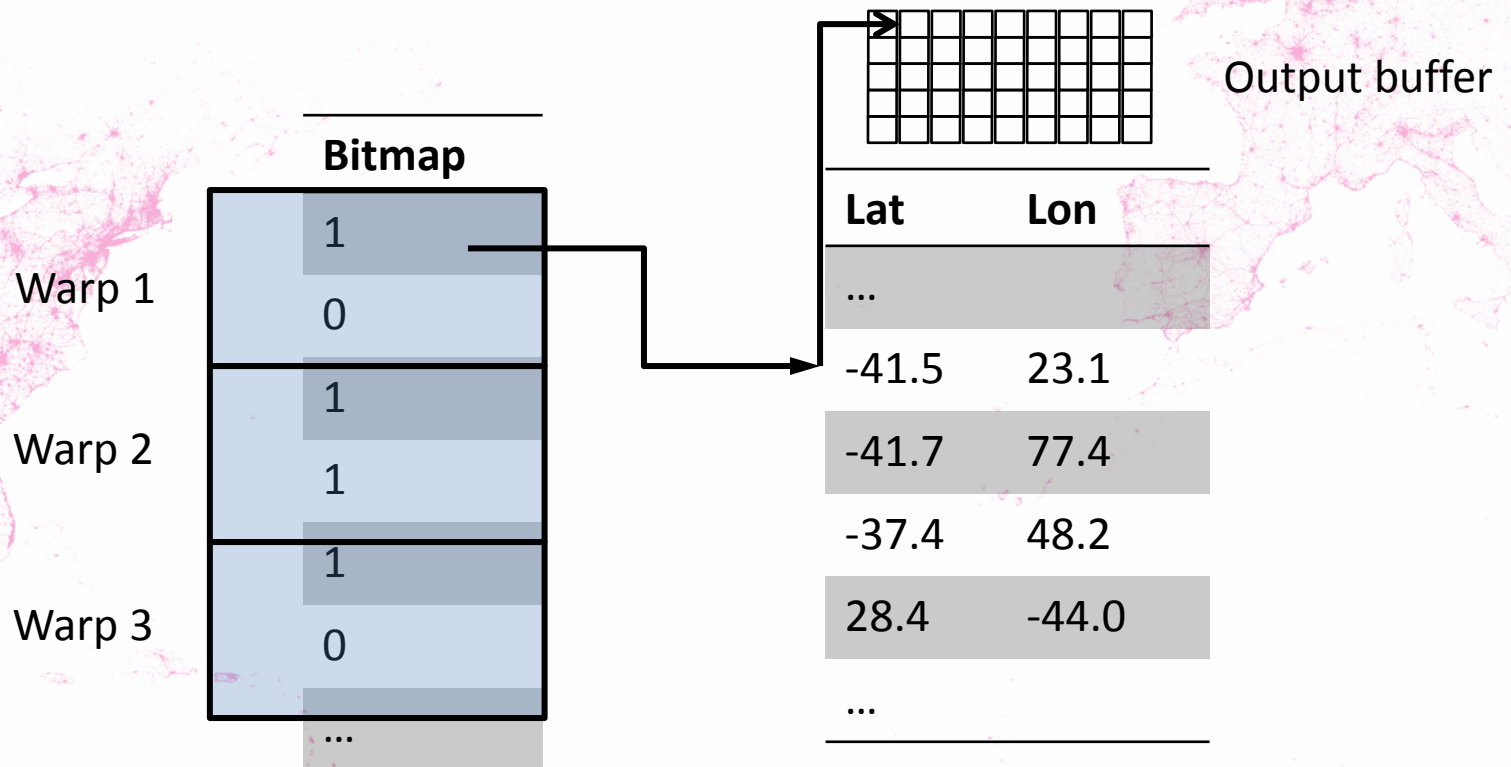 Output buffer
Bitmap
Warp 1
1
0
Warp 2
1
1
Warp 3
1
0
...
Lat Lon
...
-41.5 23.1
-41.7 77.4
-37.4 48.2
28.4 -44.0
...